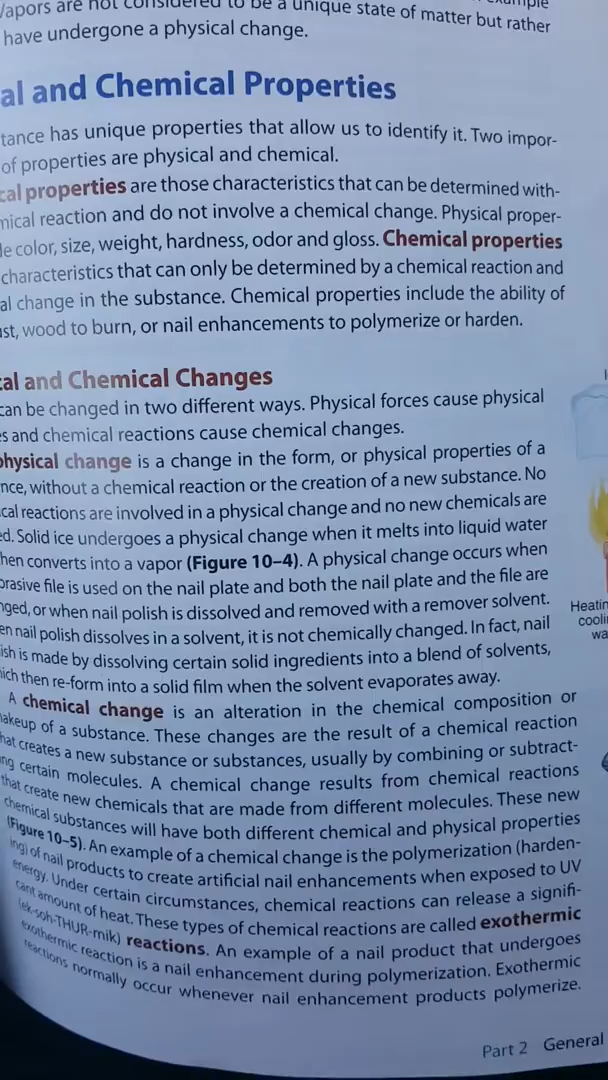 Vapors are not considered to be a unique state of matter but rather
have undergone a physical change.
al and Chemical Properties
tance has unique properties that allow us to identify it. Two impor-
of properties are physical and chemical.
cal properties are those characteristics that can be determined with-
mical reaction and do not involve a chemical change. Physical proper-
le color, size, weight, hardness, odor and gloss. Chemical properties
characteristics that can only be determined by a chemical reaction and
al change in the substance. Chemical properties include the ability of
ust, wood to burn, or nail enhancements to polymerize or harden.
cal and Chemical Changes
can be changed in two different ways. Physical forces cause physical
es and chemical reactions cause chemical changes.
physical change is a change in the form, or physical properties of a
nce, without a chemical reaction or the creation of a new substance. No
cal reactions are involved in a physical change and no new chemicals are
ed. Solid ice undergoes a physical change when it melts into liquid water
hen converts into a vapor (Figure 10–4). A physical change occurs when
brasive file is used on the nail plate and both the nail plate and the file are
nged, or when nail polish is dissolved and removed with a remover solvent.
en nail polish dissolves in a solvent, it is not chemically changed. In fact, nail
ish is made by dissolving certain solid ingredients into a blend of solvents,
ich then re-form into a solid film when the solvent evaporates away.
A chemical change is an alteration in the chemical composition or
makeup of a substance. These changes are the result of a chemical reaction
that creates a new substance or substances, usually by combining or subtract-
ing certain molecules. A chemical change results from chemical reactions
that create new chemicals that are made from different molecules. These new
chemical substances will have both different chemical and physical properties
(Figure 10–5). An example of a chemical change is the polymerization (harden-
ing) of nail products to create artificial nail enhancements when exposed to UV
energy. Under certain circumstances, chemical reactions can release a signifi-
cant amount of heat. These types of chemical reactions are called exothermic
(ek-soh-THUR-mik) reactions. An example of a nail product that undergoes
exothermic reaction is a nail enhancement during polymerization. Exothermic
reactions normally occur whenever nail enhancement products polymerize.
Heatin
cooli
wa
Part 2 General